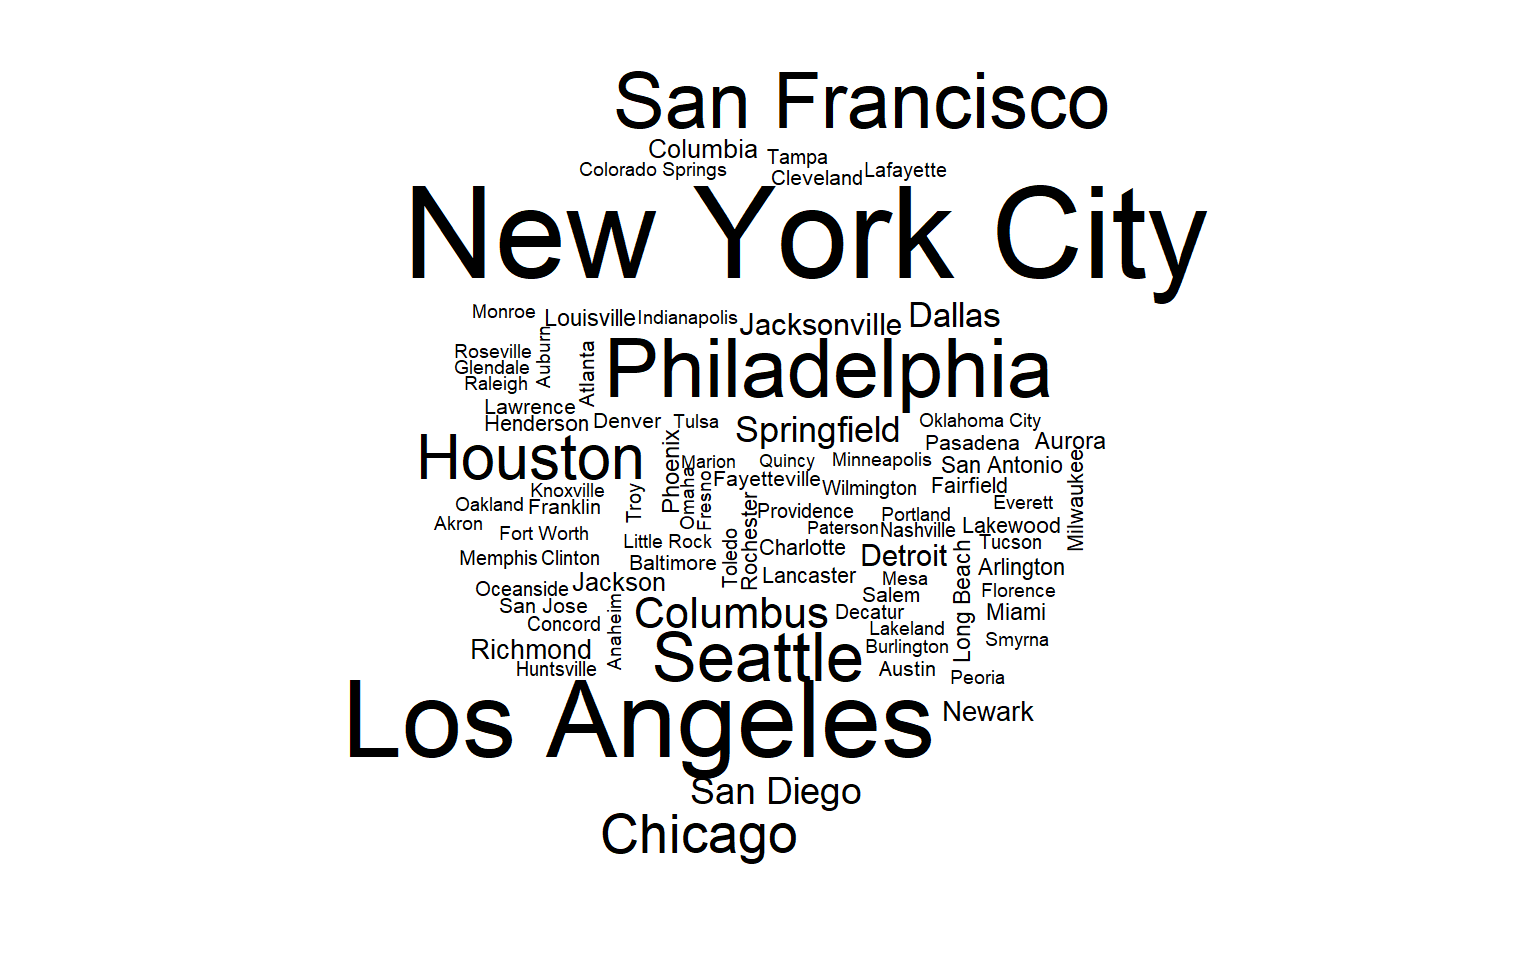 San Francisco
Columbia
Tampa
Colorado Springs
Cleveland
Lafayette
New York City
Monroe
Louisville
Indianapolis
Jacksonville
Dallas
Roseville
Glendale
Raleigh
Auburn
Atlanta
Philadelphia
Lawrence
Henderson
Denver
Tulsa
Springfield
Oklahoma City
Pasadena
Aurora
Houston
Phoenix
Marion
Quincy
Minneapolis
San Antonio
Milwaukee
Omaha
Fresno
Fayetteville
Wilmington
Fairfield
Knoxville
Oakland
Franklin
Troy
Rochester
Providence
Portland
Everett
Akron
Fort Worth
Paterson
Nashville
Lakewood
Little Rock
Toledo
Charlotte
Detroit
Tucson
Memphis
Clinton
Baltimore
Lancaster
Mesa
Long Beach
Arlington
Oceanside
Jackson
Salem
Florence
San Jose
Anaheim
Columbus
Decatur
Miami
Concord
Lakeland
Richmond
Seattle
Burlington
Smyrna
Huntsville
Austin
Peoria
Los Angeles
Newark
San Diego
Chicago